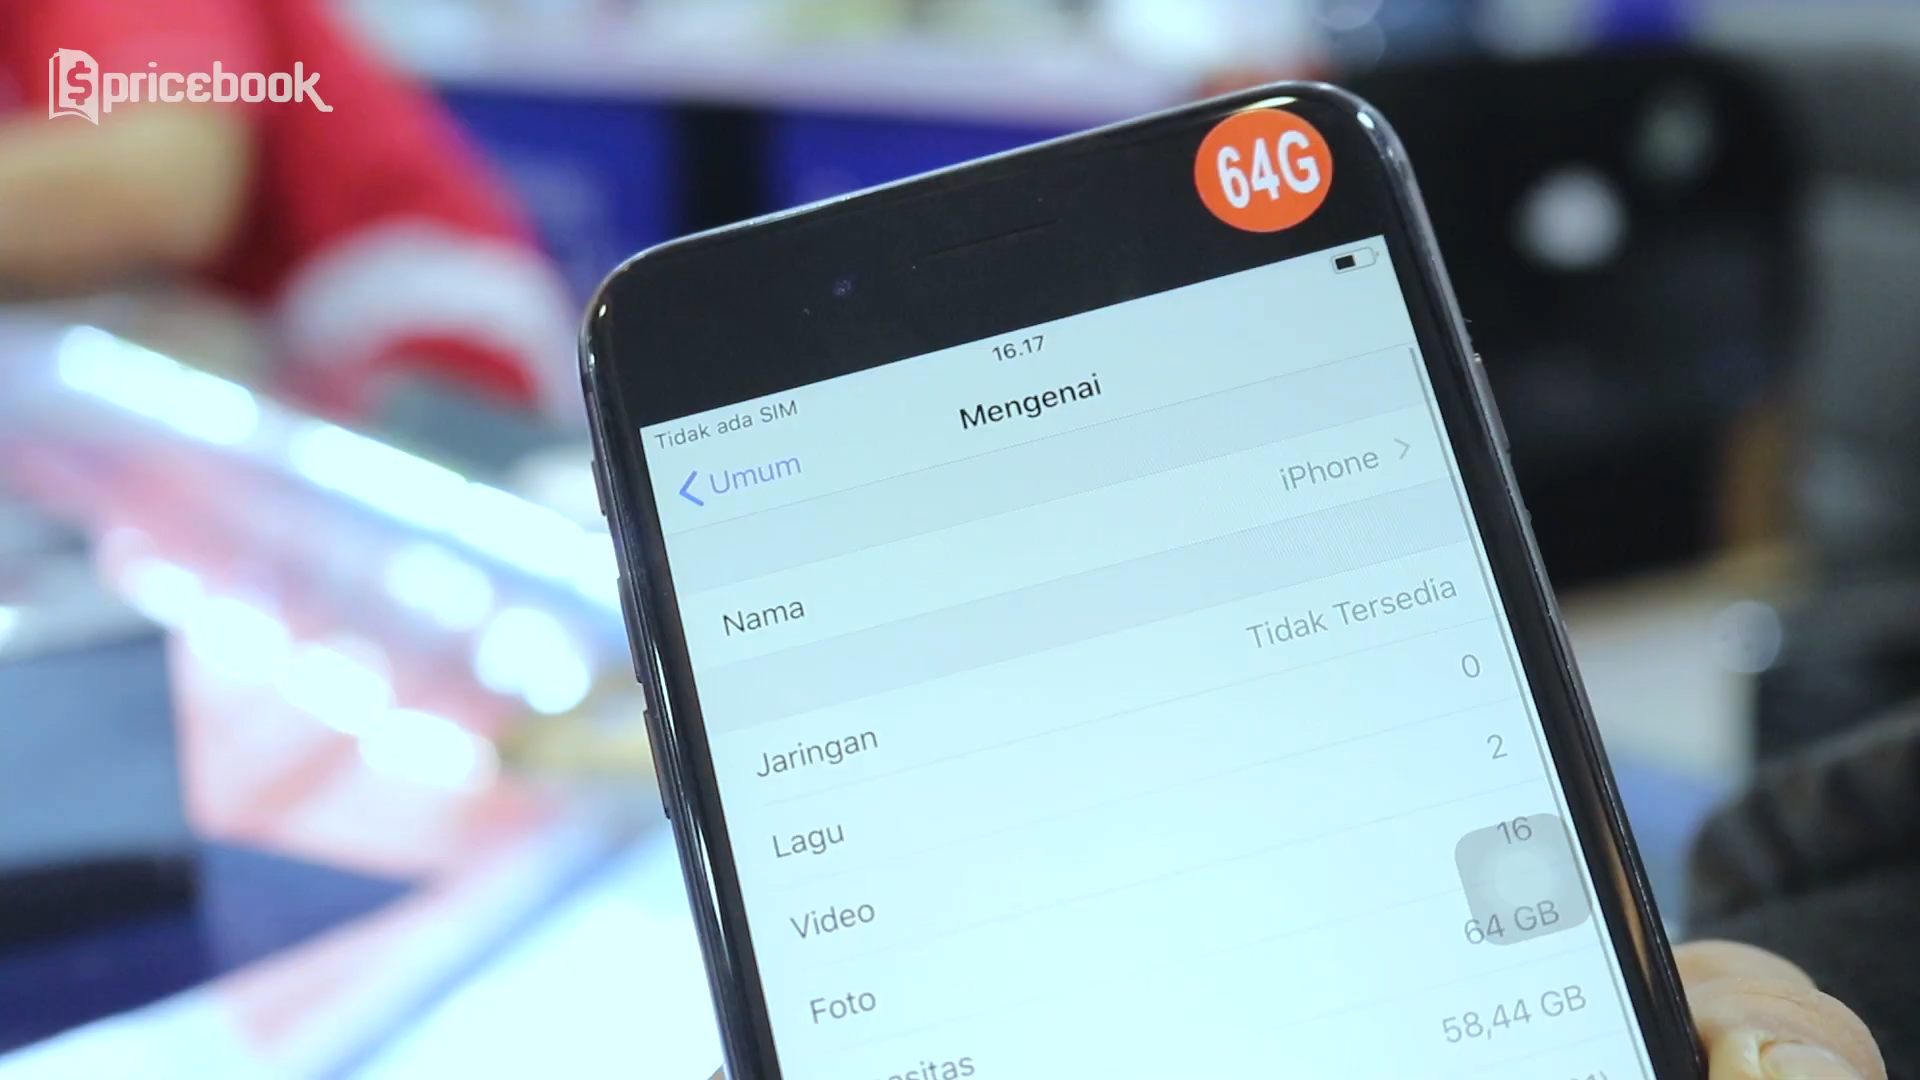 pricebook
64G
16.17
Tidak ada SIM
Mengenai
Umum
Nama iPhone
Jaringan Tidak Tersedia
Lagu 0
Video 2
Foto 16
64 GB
58,44 GB